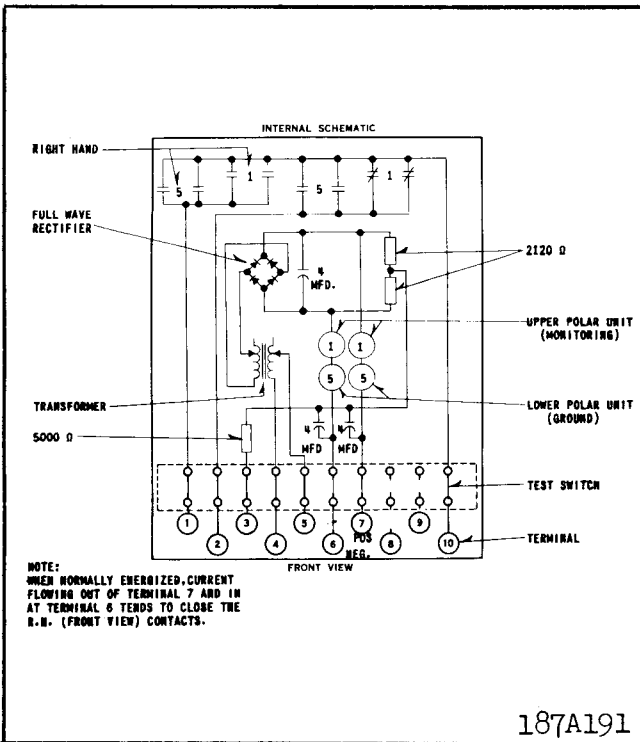 INTERNAL SCHEMATIC
RIGHT HAND
5
1
5
1
FULL WAVE
RECTIFIER
4
MFD.
2120 Ω
UPPER POLAR UNIT
(MONITORING)
1
1
5
5
LOWER POLAR UNIT
(GROUND)
TRANSFORMER
5000 Ω
4
MFD
4
MFD
TEST SWITCH
1
2
3
4
5
6
7
8
9
10
POS
NEG.
TERMINAL
FRONT VIEW
NOTE:
WHEN NORMALLY ENERGIZED,CURRENT
FLOWING OUT OF TERMINAL 7 AND IN
AT TERMINAL 6 TENDS TO CLOSE THE
R.H. (FRONT VIEW) CONTACTS.
187A191